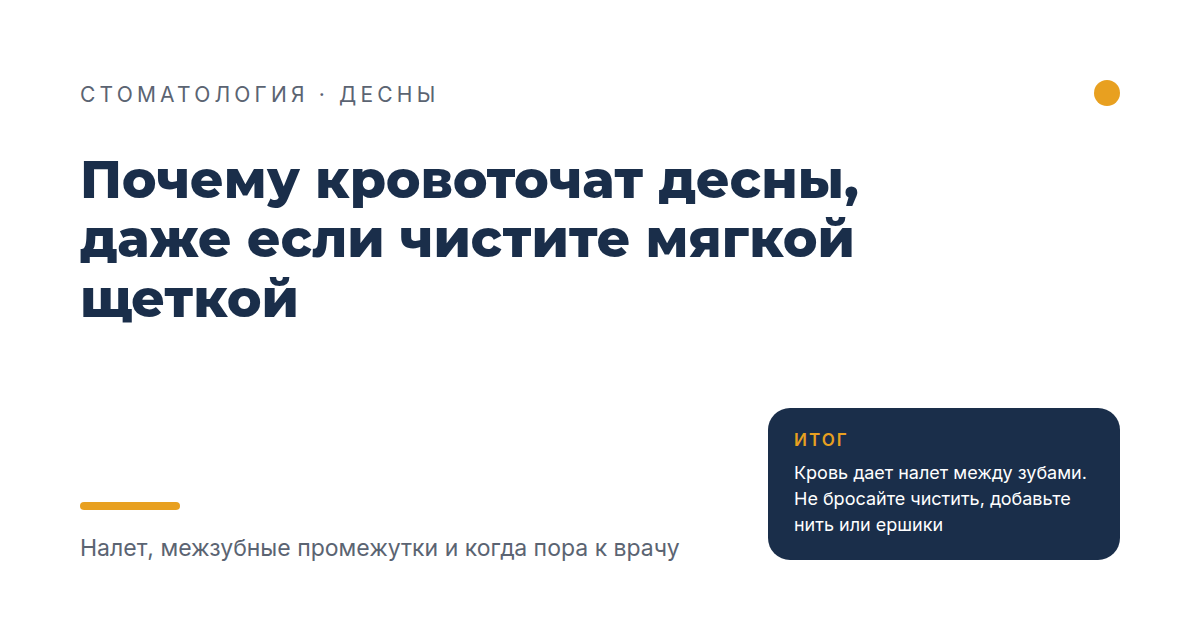 СТОМАТОЛОГИЯ · ДЕСНЫ
Почему кровоточат десны,
даже если чистите мягкой
щеткой
ИТОГ
Кровь дает налет между зубами.
Не бросайте чистить, добавьте
нить или ершики
Налет, межзубные промежутки и когда пора к врачу